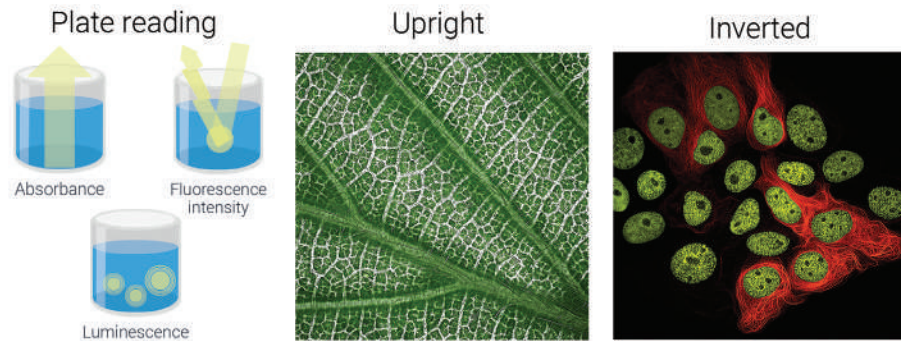 Plate reading
Absorbance
Fluorescence
intensity
Luminescence
Upright
Inverted